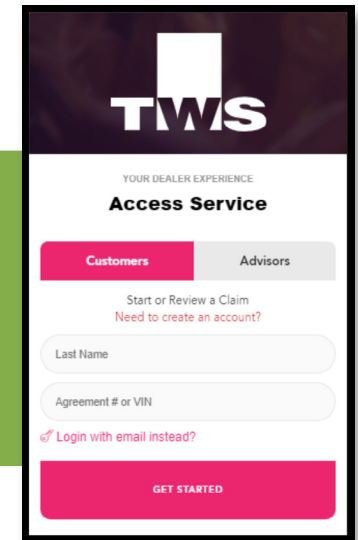 TWS
YOUR DEALER EXPERIENCE
Access Service
Customers
Advisors
Start or Review a Claim
Need to create an account?
Last Name
Agreement # or VIN
Login with email instead?
GET STARTED